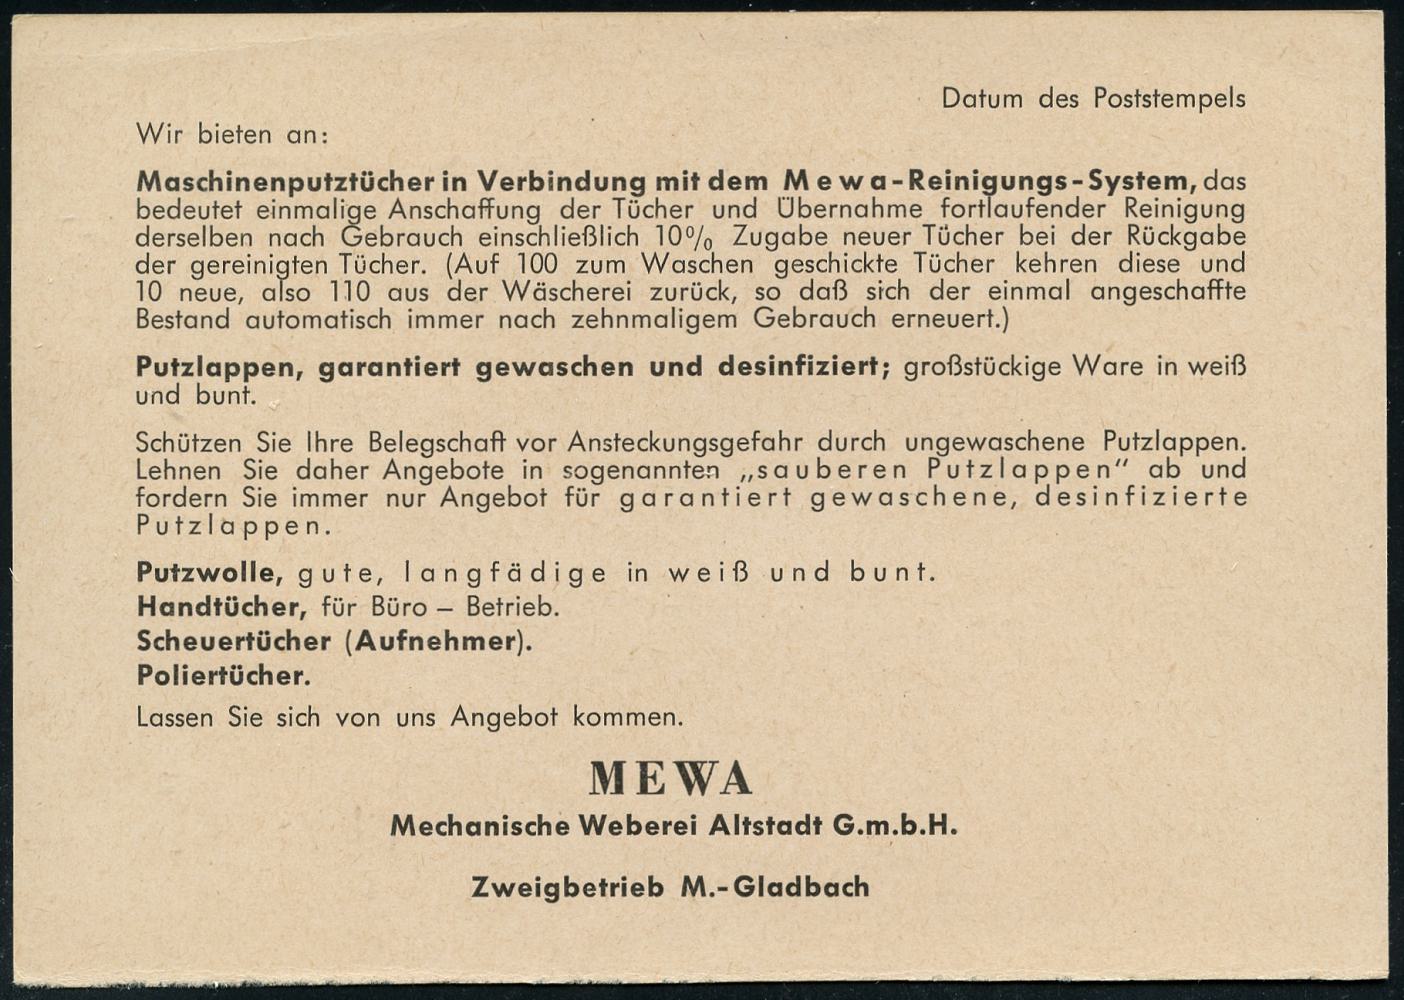 Datum des Poststempels
Wir bieten an:
Maschinenputztücher in Verbindung mit dem Mewa-Reinigungs-System, das
bedeutet einmalige Anschaffung der Tücher und Übernahme fortlaufender Reinigung
derselben nach Gebrauch einschließlich 10% Zugabe neuer Tücher bei der Rückgabe
der gereinigten Tücher. (Auf 100 zum Waschen geschickte Tücher kehren diese und
10 neue, also 110 aus der Wäscherei zurück, so daß sich der einmal angeschaffte
Bestand automatisch immer nach zehnmaligem Gebrauch erneuert.)
Putzlappen, garantiert gewaschen und desinfiziert; großstückige Ware in weiß
und bunt.
Schützen Sie Ihre Belegschaft vor Ansteckungsgefahr durch ungewaschene Putzlappen.
Lehnen Sie daher Angebote in sogenannten „sauberen Putzlappen" ab und
fordern Sie immer nur Angebot für garantiert gewaschene, desinfizierte
Putzlappen.
Putzwolle, gute, langfädige in weiß und bunt.
Handtücher, für Büro – Betrieb.
Scheuertücher (Aufnehmer).
Poliertücher.
Lassen Sie sich von uns Angebot kommen.
MEWA
Mechanische Weberei Altstadt G.m.b.H.
Zweigbetrieb M.-Gladbach